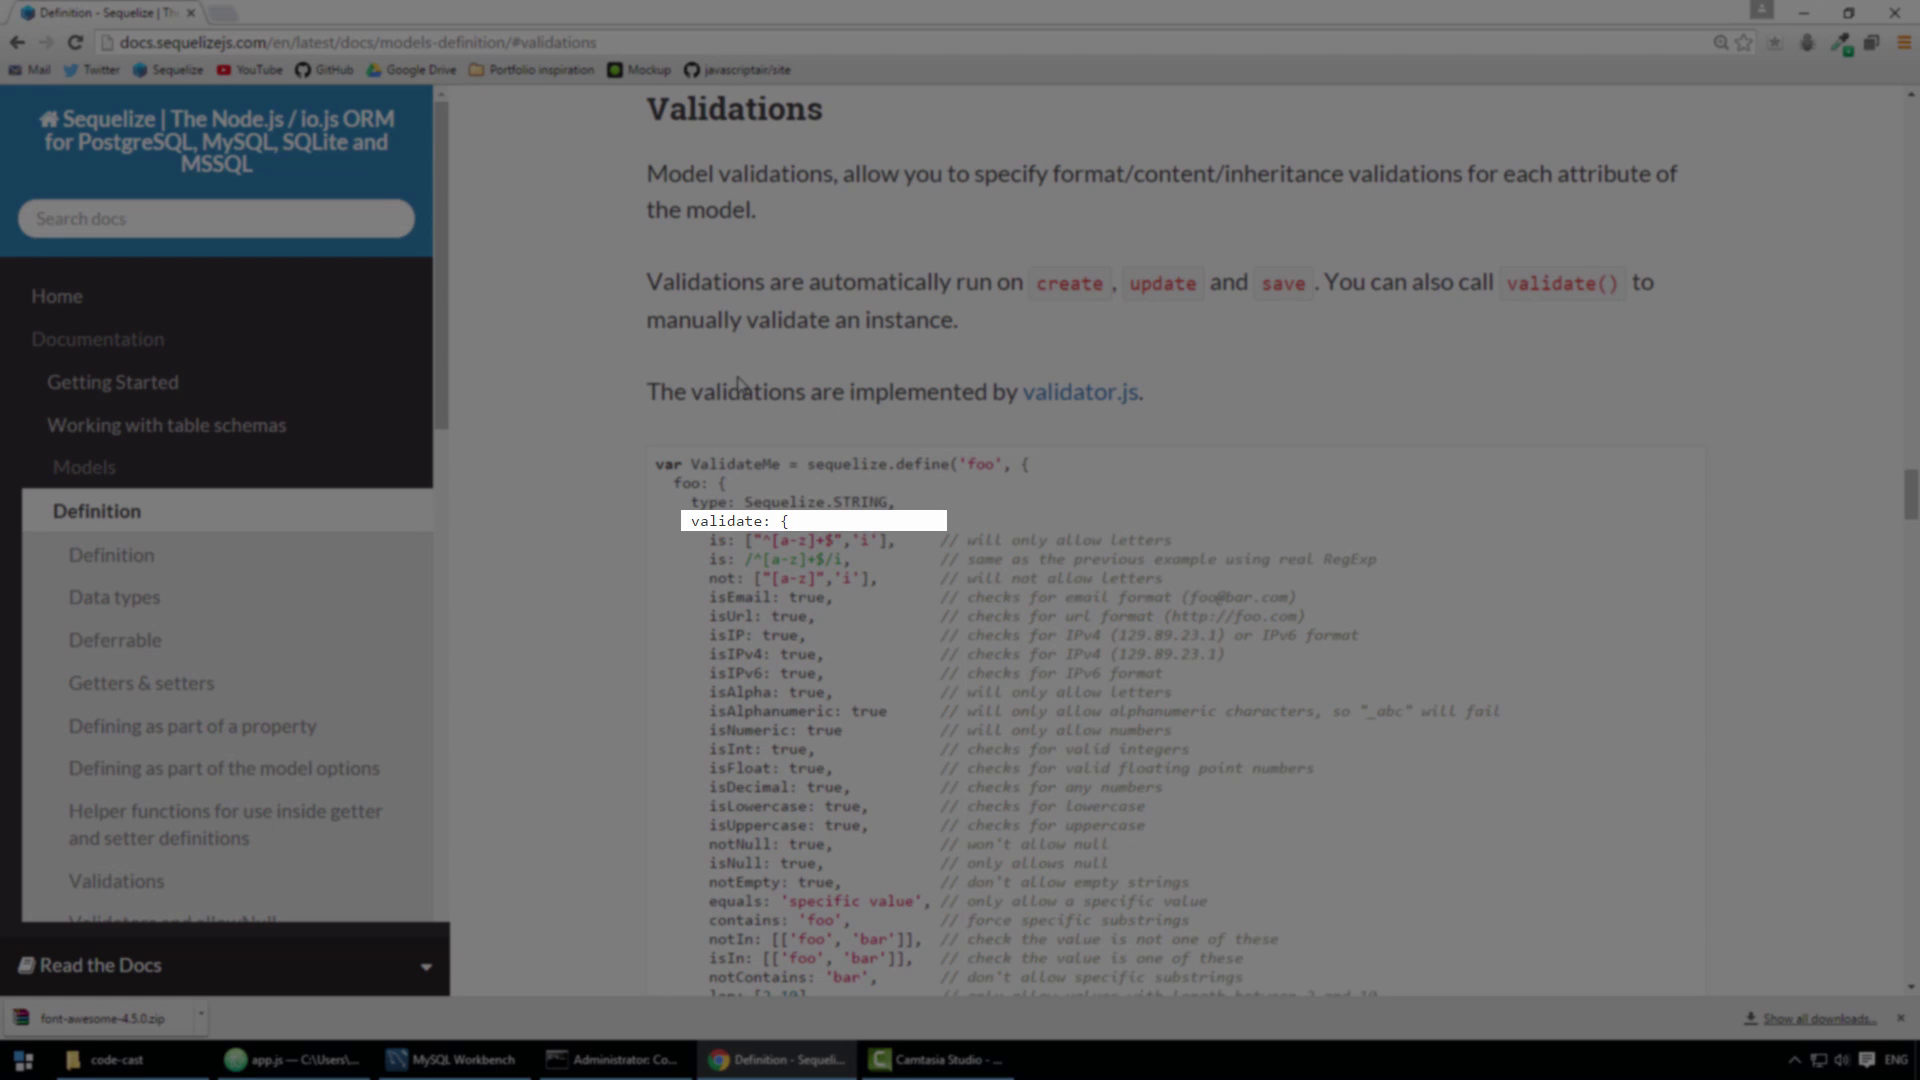 Definition - Sequelize | Th
docs.sequelizejs.com/en/latest/docs/models-definition/#validations
Mail
Twitter
Sequelize
YouTube
GitHub
Google Drive
Portfolio inspiration
Mockup
javascriptair/site
Sequelize | The Node.js / io.js ORM
for PostgreSQL, MySQL, SQLite and
MSSQL
Search docs
Home
Documentation
Getting Started
Working with table schemas
Models
Definition
Definition
Data types
Deferrable
Getters & setters
Defining as part of a property
Defining as part of the model options
Helper functions for use inside getter
and setter definitions
Validations
Validators and allowNull
Read the Docs
Validations
Model validations, allow you to specify format/content/inheritance validations for each attribute of
the model.
Validations are automatically run on create , update and save . You can also call validate() to
manually validate an instance.
The validations are implemented by validator.js.
var ValidateMe = sequelize.define('foo', {
foo: {
type: Sequelize.STRING,
validate: {
is: ["^[a-z]+$",'i'], // will only allow letters
is: /^[a-z]+$/i, // same as the previous example using real RegExp
not: ["[a-z]",'i'], // will not allow letters
isEmail: true, // checks for email format (foo@bar.com)
isUrl: true, // checks for url format (http://foo.com)
isIP: true, // checks for IPv4 (129.89.23.1) or IPv6 format
isIPv4: true, // checks for IPv4 (129.89.23.1)
isIPv6: true, // checks for IPv6 format
isAlpha: true, // will only allow letters
isAlphanumeric: true // will only allow alphanumeric characters, so "_abc" will fail
isNumeric: true // will only allow numbers
isInt: true, // checks for valid integers
isFloat: true, // checks for valid floating point numbers
isDecimal: true, // checks for any numbers
isLowercase: true, // checks for lowercase
isUppercase: true, // checks for uppercase
notNull: true, // won't allow null
isNull: true, // only allows null
notEmpty: true, // don't allow empty strings
equals: 'specific value', // only allow a specific value
contains: 'foo', // force specific substrings
notIn: [['foo', 'bar']], // check the value is not one of these
isIn: [['foo', 'bar']], // check the value is one of these
notContains: 'bar', // don't allow specific substrings
len: [2,10], // only allow values with length between 2 and 10
font-awesome-4.5.0.zip
Show all downloads...
code-cast
app.js — C:\Users\...
MySQL Workbench
Administrator: Co...
Definition - Sequeli...
Camtasia Studio - ...
ENG